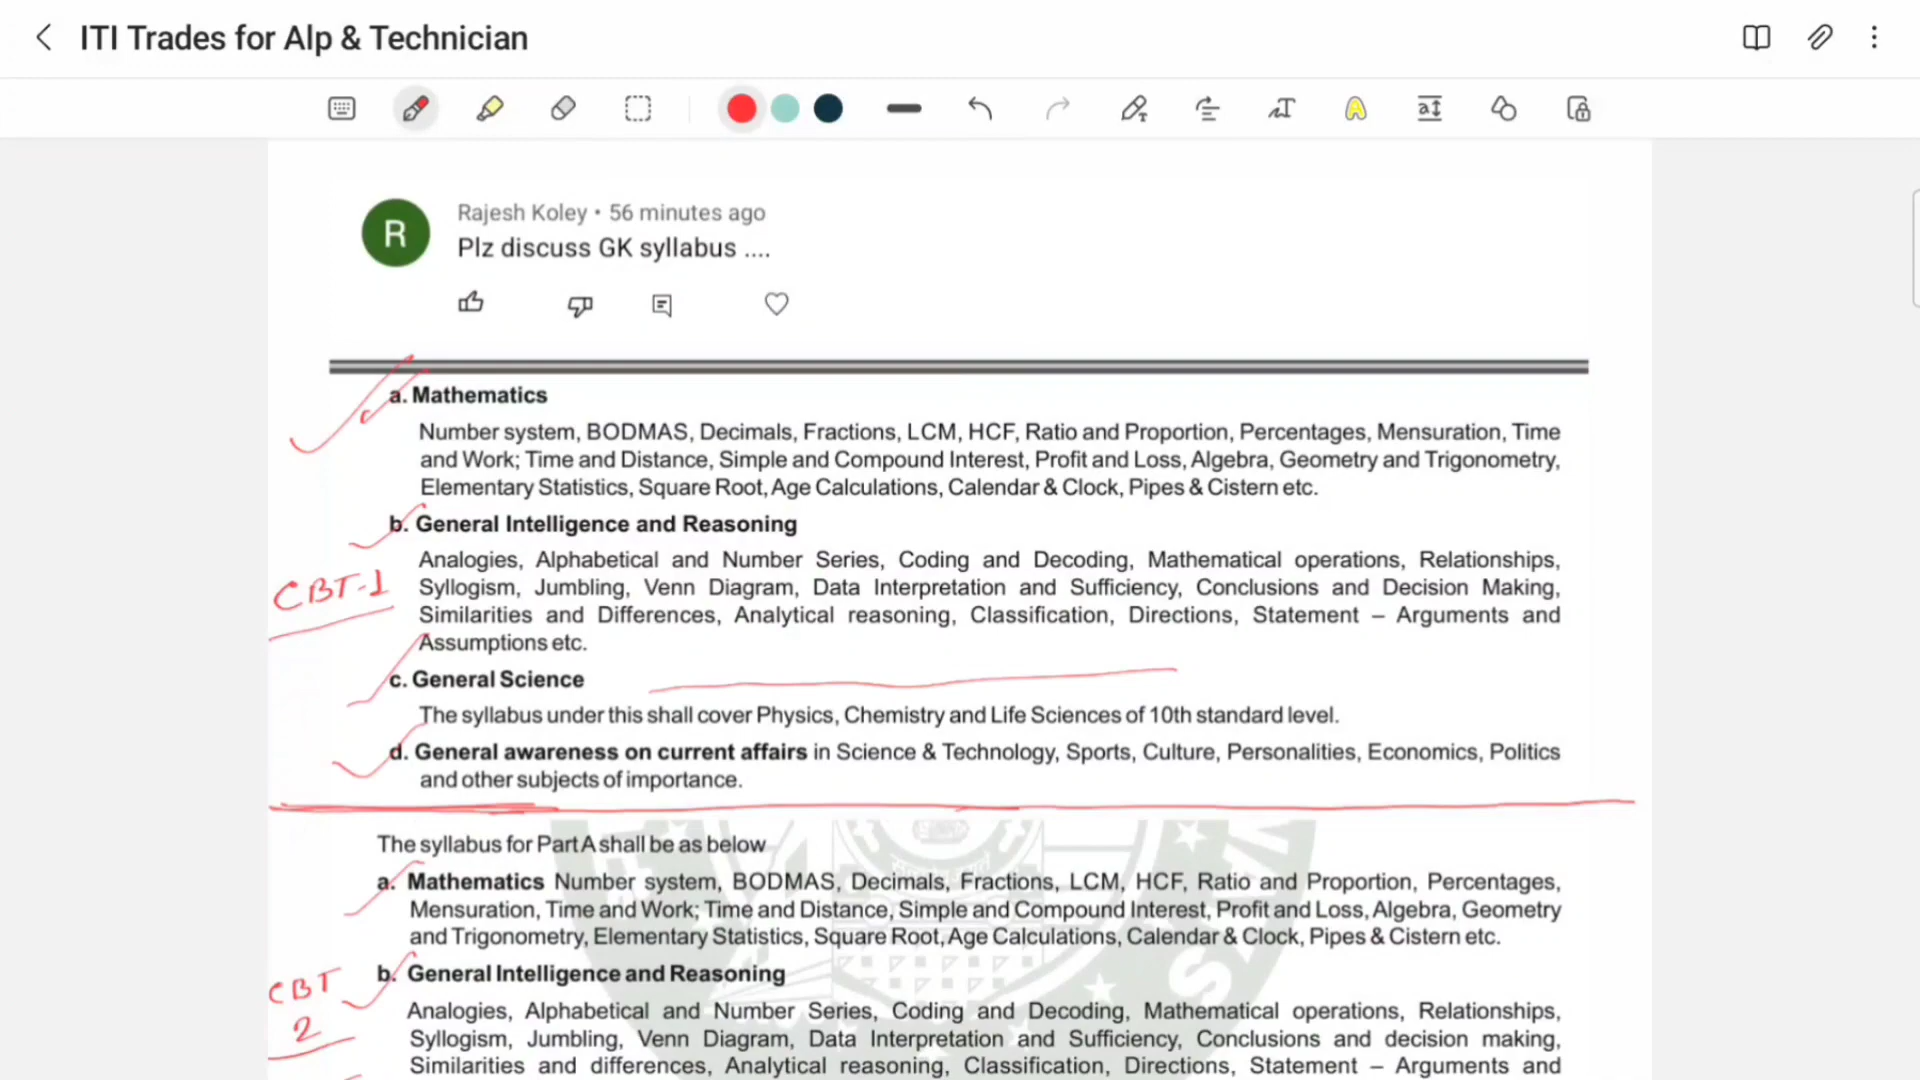 ITI Trades for Alp & Technician
R
Rajesh Koley • 56 minutes ago
Plz discuss GK syllabus ....
a. Mathematics
Number system, BODMAS, Decimals, Fractions, LCM, HCF, Ratio and Proportion, Percentages, Mensuration, Time
and Work; Time and Distance, Simple and Compound Interest, Profit and Loss, Algebra, Geometry and Trigonometry,
Elementary Statistics, Square Root, Age Calculations, Calendar & Clock, Pipes & Cistern etc.
b. General Intelligence and Reasoning
Analogies, Alphabetical and Number Series, Coding and Decoding, Mathematical operations, Relationships,
Syllogism, Jumbling, Venn Diagram, Data Interpretation and Sufficiency, Conclusions and Decision Making,
CBT-1
Similarities and Differences, Analytical reasoning, Classification, Directions, Statement – Arguments and
Assumptions etc.
c. General Science
The syllabus under this shall cover Physics, Chemistry and Life Sciences of 10th standard level.
d. General awareness on current affairs in Science & Technology, Sports, Culture, Personalities, Economics, Politics
and other subjects of importance.
The syllabus for Part A shall be as below
a. Mathematics Number system, BODMAS, Decimals, Fractions, LCM, HCF, Ratio and Proportion, Percentages,
Mensuration, Time and Work; Time and Distance, Simple and Compound Interest, Profit and Loss, Algebra, Geometry
and Trigonometry, Elementary Statistics, Square Root, Age Calculations, Calendar & Clock, Pipes & Cistern etc.
b. General Intelligence and Reasoning
CBT
2
Analogies, Alphabetical and Number Series, Coding and Decoding, Mathematical operations, Relationships,
Syllogism, Jumbling, Venn Diagram, Data Interpretation and Sufficiency, Conclusions and decision making,
Similarities and differences, Analytical reasoning, Classification, Directions, Statement – Arguments and